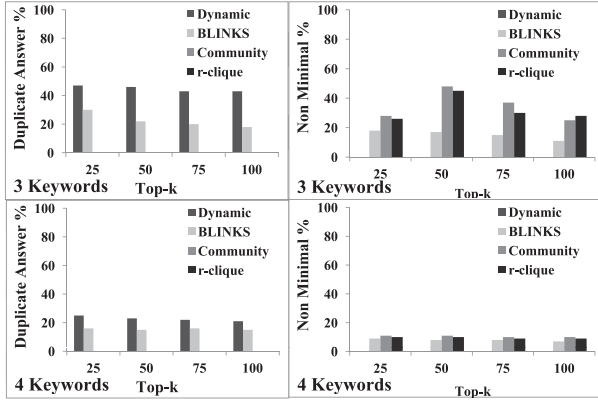 Duplicate Answer %
100
80
60
40
20
Dynamic
BLINKS
Community
r-clique
25 50 75 100
3 Keywords Top-k
Non Minimal %
100
80
60
40
20
0
Dynamic
BLINKS
Community
r-clique
25 50 75 100
3 Keywords Top-k
Duplicate Answer %
100
80
60
40
20
Dynamic
BLINKS
Community
r-clique
25 50 75 100
4 Keywords Top-k
Non Minimal %
100
80
60
40
20
0
Dynamic
BLINKS
Community
r-clique
25 50 75 100
4 Keywords Top-k